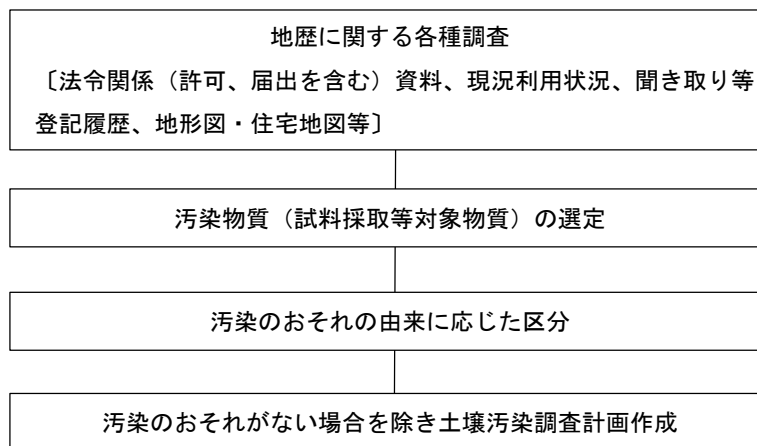 地歴に関する各種調査
〔法令関係（許可、届出を含む）資料、現況利用状況、聞き取り等
登記履歴、地形図・住宅地図等〕
汚染物質（試料採取等対象物質）の選定
汚染のおそれの由来に応じた区分
汚染のおそれがない場合を除き土壌汚染調査計画作成